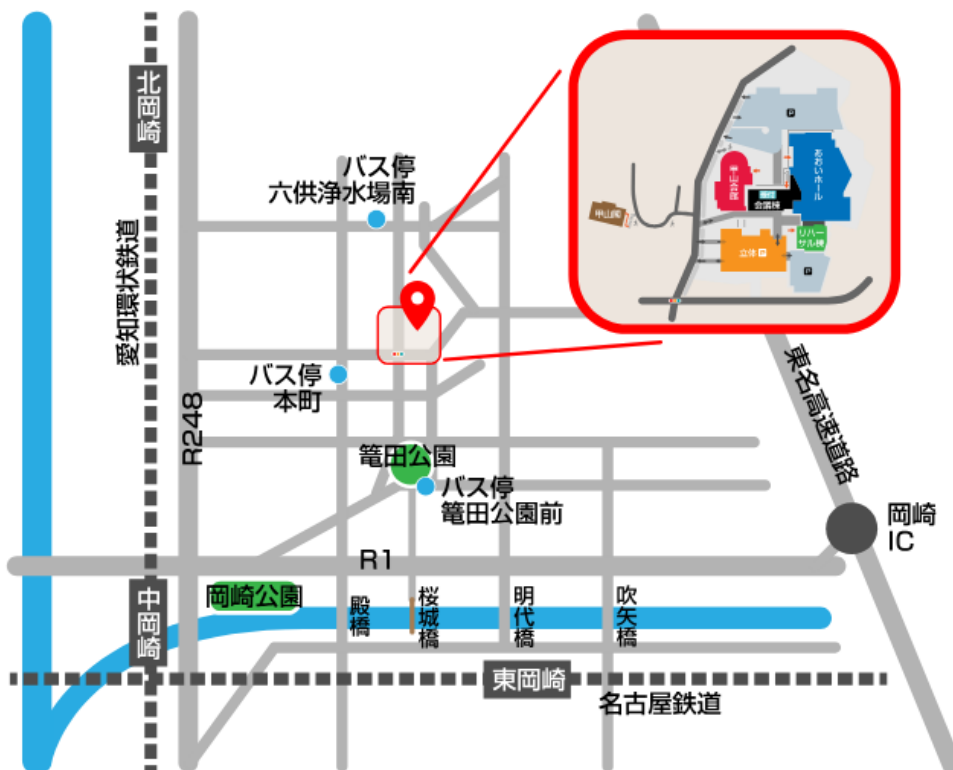 北岡崎
愛知環状鉄道
R248
バス停
六供浄水場南
P
あおいホール
甲山会館
会議棟
甲山閣
リハー
サル棟
立体 P
P
バス停
本町
東名高速道路
籠田公園
バス停
籠田公園前
岡崎
IC
R1
中岡崎
岡崎公園
殿橋
桜城橋
明代橋
吹矢橋
東岡崎
名古屋鉄道